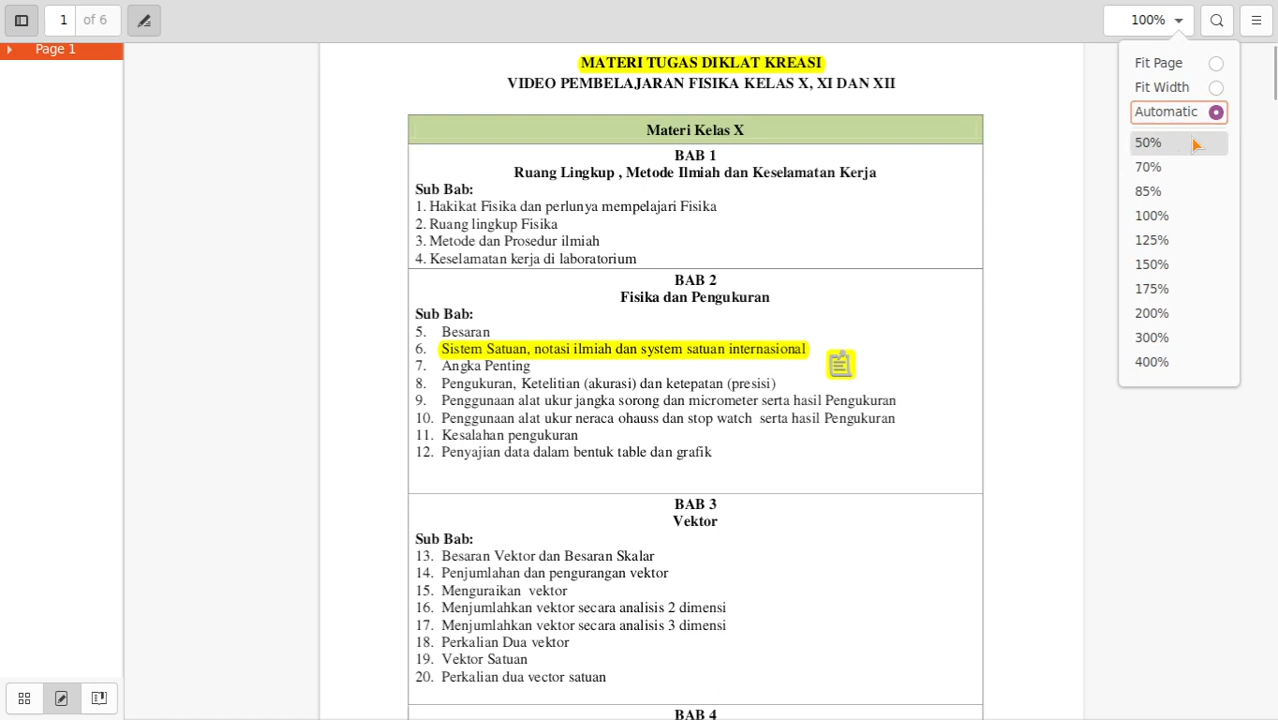 1 of 6
100%
Page 1
Fit Page
Fit Width
Automatic
50%
70%
85%
100%
125%
150%
175%
200%
300%
400%
MATERI TUGAS DIKLAT KREASI
VIDEO PEMBELAJARAN FISIKA KELAS X, XI DAN XII
Materi Kelas X
BAB 1
Ruang Lingkup , Metode Ilmiah dan Keselamatan Kerja
Sub Bab:
1. Hakikat Fisika dan perlunya mempelajari Fisika
2. Ruang lingkup Fisika
3. Metode dan Prosedur ilmiah
4. Keselamatan kerja di laboratorium
BAB 2
Fisika dan Pengukuran
Sub Bab:
5. Besaran
6. Sistem Satuan, notasi ilmiah dan system satuan internasional
7. Angka Penting
8. Pengukuran, Ketelitian (akurasi) dan ketepatan (presisi)
9. Penggunaan alat ukur jangka sorong dan micrometer serta hasil Pengukuran
10. Penggunaan alat ukur neraca ohauss dan stop watch serta hasil Pengukuran
11. Kesalahan pengukuran
12. Penyajian data dalam bentuk table dan grafik
BAB 3
Vektor
Sub Bab:
13. Besaran Vektor dan Besaran Skalar
14. Penjumlahan dan pengurangan vektor
15. Menguraikan vektor
16. Menjumlahkan vektor secara analisis 2 dimensi
17. Menjumlahkan vektor secara analisis 3 dimensi
18. Perkalian Dua vektor
19. Vektor Satuan
20. Perkalian dua vector satuan
BAB 4